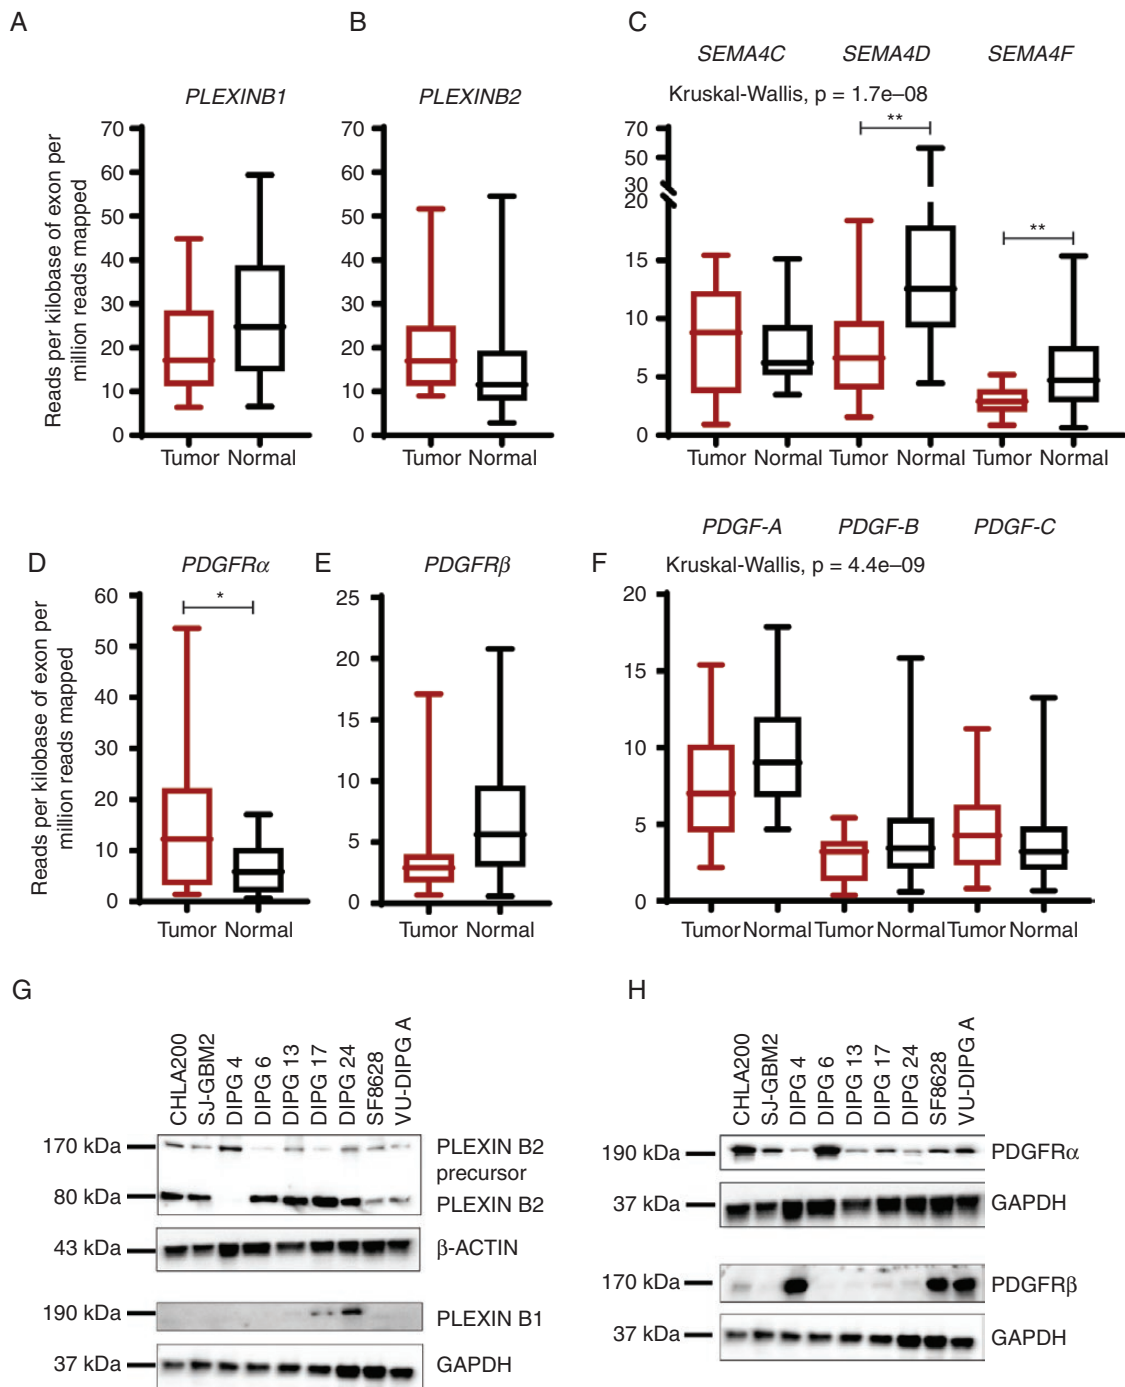 A
B
C
PLEXINB1
PLEXINB2
SEMA4C SEMA4D SEMA4F
Kruskal-Wallis, p = 1.7e–08
Reads per kilobase of exon per
million reads mapped
70
60
50
40
30
20
10
0
Tumor Normal
70
60
50
40
30
20
10
0
Tumor Normal
70
50
30
20
15
10
5
0
**
**
Tumor Normal Tumor Normal Tumor Normal
D
E
F
PDGFRα
PDGFRβ
PDGF-A PDGF-B PDGF-C
Kruskal-Wallis, p = 4.4e–09
Reads per kilobase of exon per
million reads mapped
60
50
40
30
20
10
0
*
Tumor Normal
25
20
15
10
5
0
Tumor Normal
20
15
10
5
0
Tumor Normal Tumor Normal Tumor Normal
G
CHLA200
SJ-GBM2
DIPG 4
DIPG 6
DIPG 13
DIPG 17
DIPG 24
SF8628
VU-DIPG A
170 kDa
PLEXIN B2
precursor
80 kDa
PLEXIN B2
43 kDa
β-ACTIN
190 kDa
PLEXIN B1
37 kDa
GAPDH
H
CHLA200
SJ-GBM2
DIPG 4
DIPG 6
DIPG 13
DIPG 17
DIPG 24
SF8628
VU-DIPG A
190 kDa
PDGFRα
37 kDa
GAPDH
170 kDa
PDGFRβ
37 kDa
GAPDH